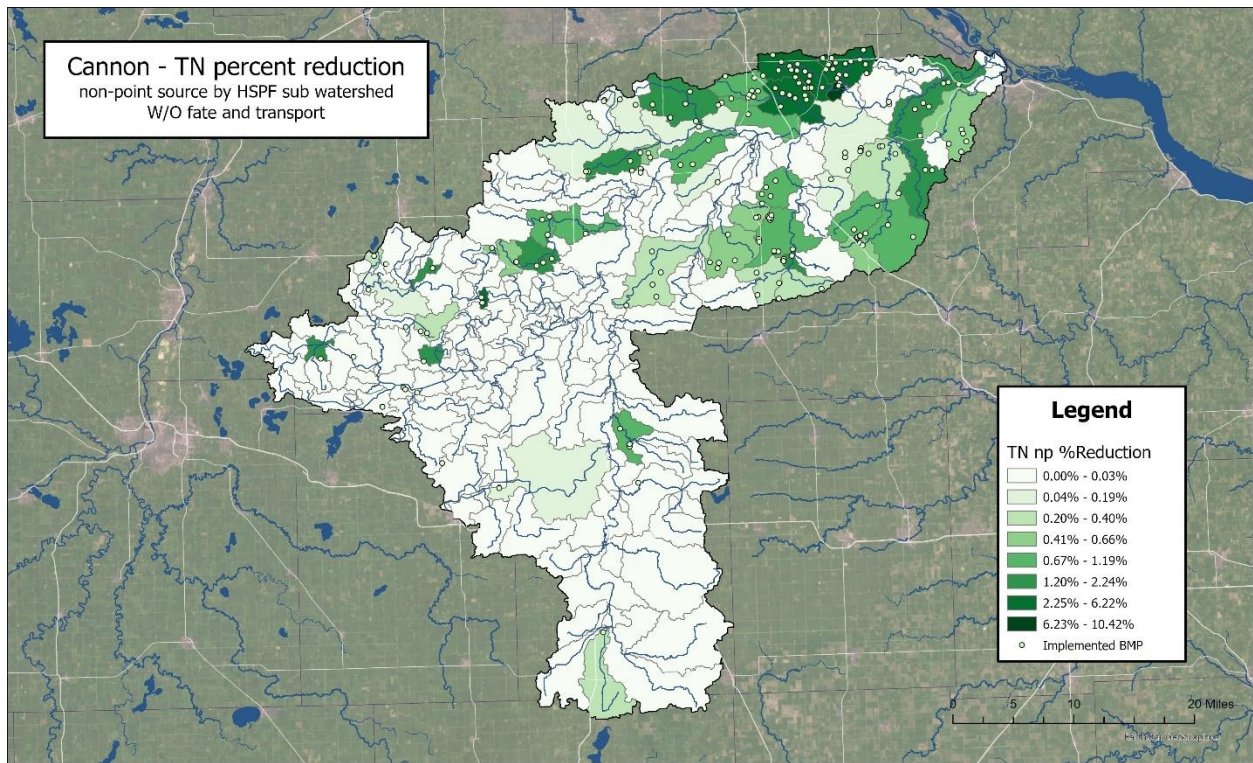 Cannon - TN percent reduction
non-point source by HSPF sub watershed
W/O fate and transport
Legend
TN np %Reduction
0.00% - 0.03%
0.04% - 0.19%
0.20% - 0.40%
0.41% - 0.66%
0.67% - 1.19%
1.20% - 2.24%
2.25% - 6.22%
6.23% - 10.42%
Implemented BMP
0 5 10 20 Miles